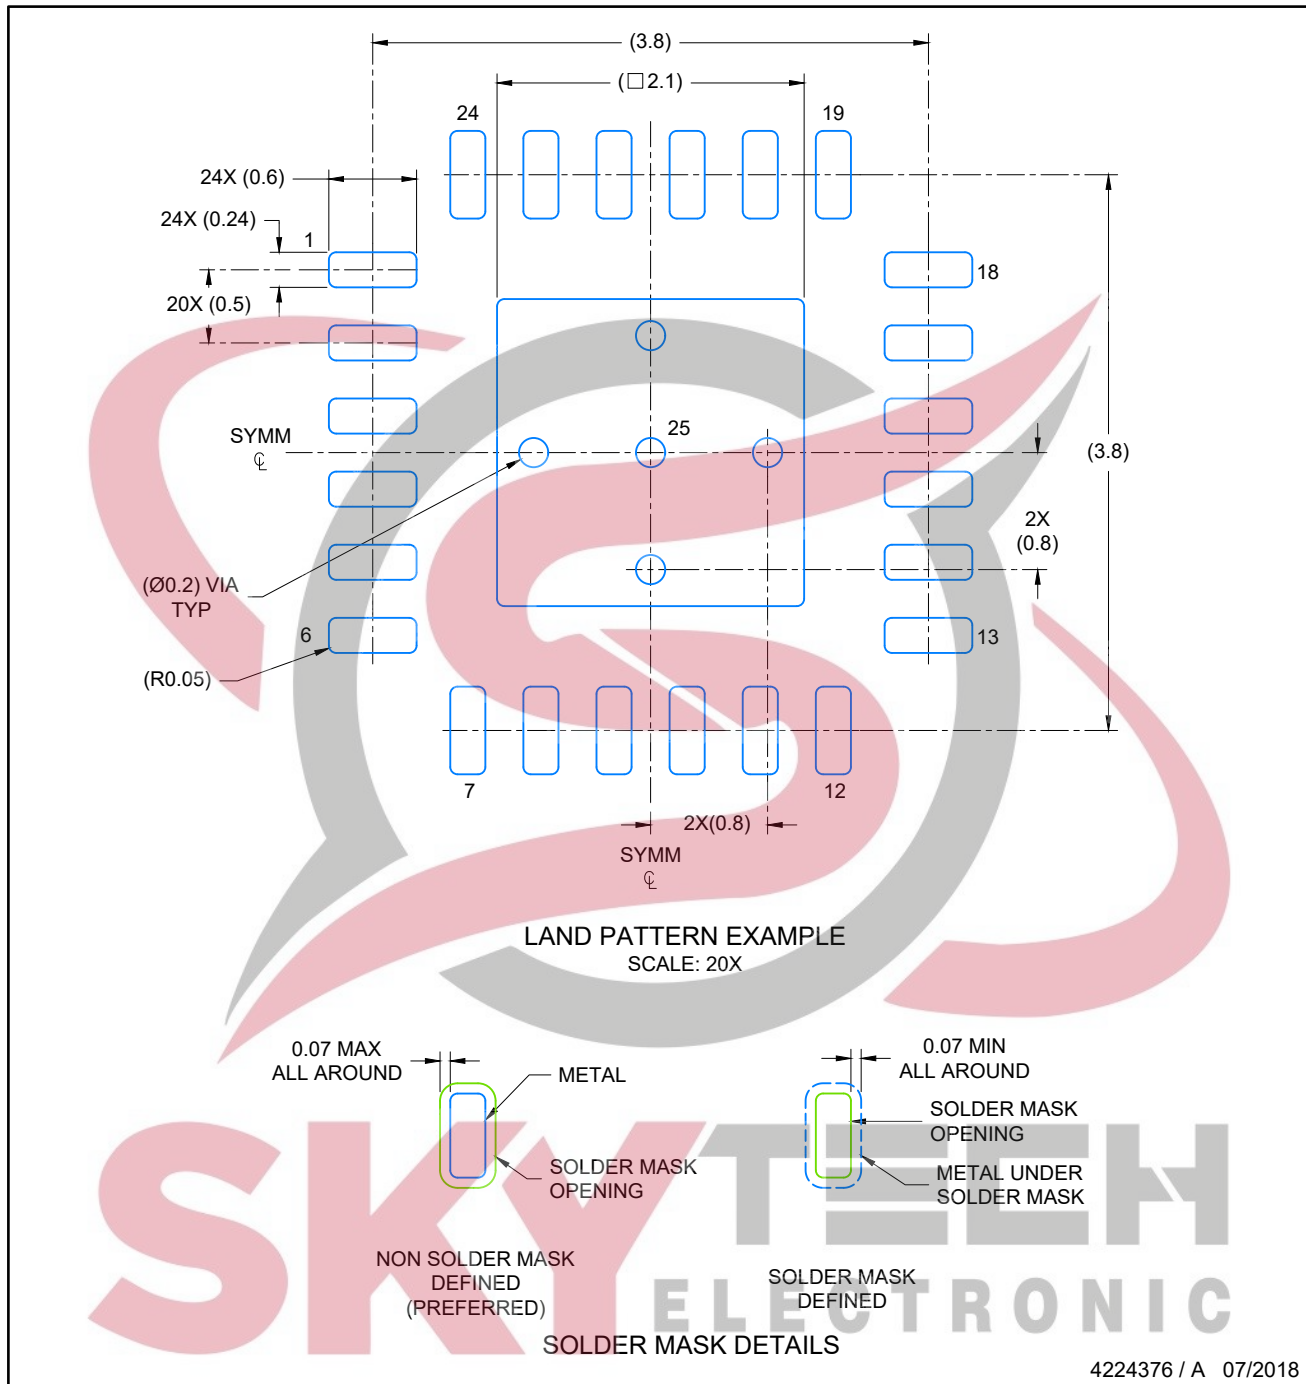 (3.8)
(□2.1)
24
19
24X (0.6)
24X (0.24)
1
18
20X (0.5)
25
SYMM
℄
(3.8)
2X
(0.8)
(Ø0.2) VIA
TYP
6
13
(R0.05)
7
12
2X(0.8)
SYMM
℄
LAND PATTERN EXAMPLE
SCALE: 20X
0.07 MAX
ALL AROUND
METAL
SOLDER MASK
OPENING
0.07 MIN
ALL AROUND
SOLDER MASK
OPENING
METAL UNDER
SOLDER MASK
NON SOLDER MASK
DEFINED
(PREFERRED)
SOLDER MASK
DEFINED
SKYTECH
ELECTRONIC
SOLDER MASK DETAILS
4224376 / A 07/2018